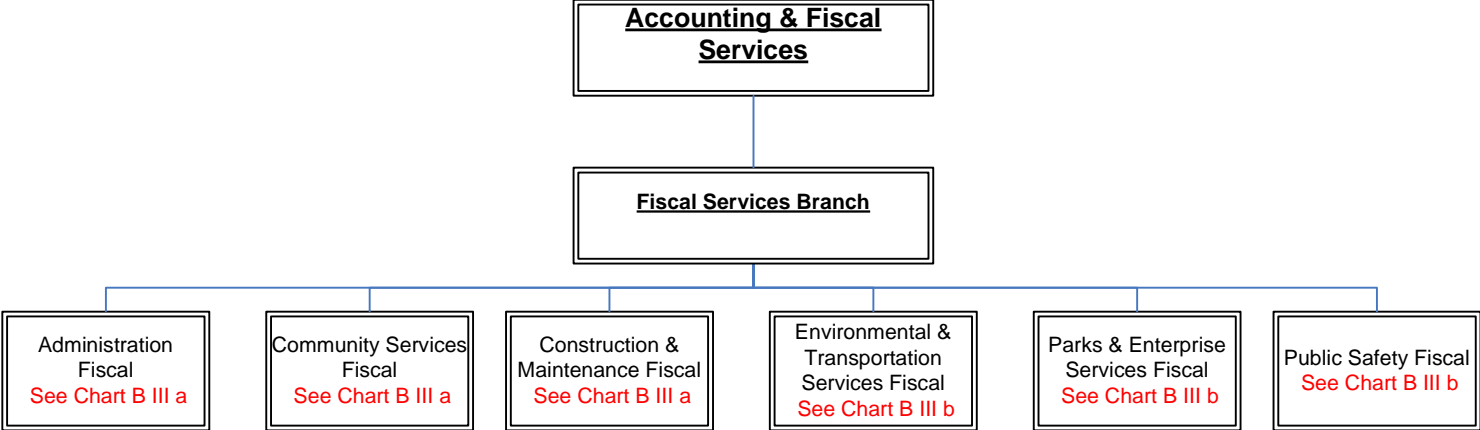 Accounting & Fiscal
Services
Fiscal Services Branch
Administration
Fiscal
See Chart B III a
Community Services
Fiscal
See Chart B III a
Construction &
Maintenance Fiscal
See Chart B III a
Environmental &
Transportation
Services Fiscal
See Chart B III b
Parks & Enterprise
Services Fiscal
See Chart B III b
Public Safety Fiscal
See Chart B III b